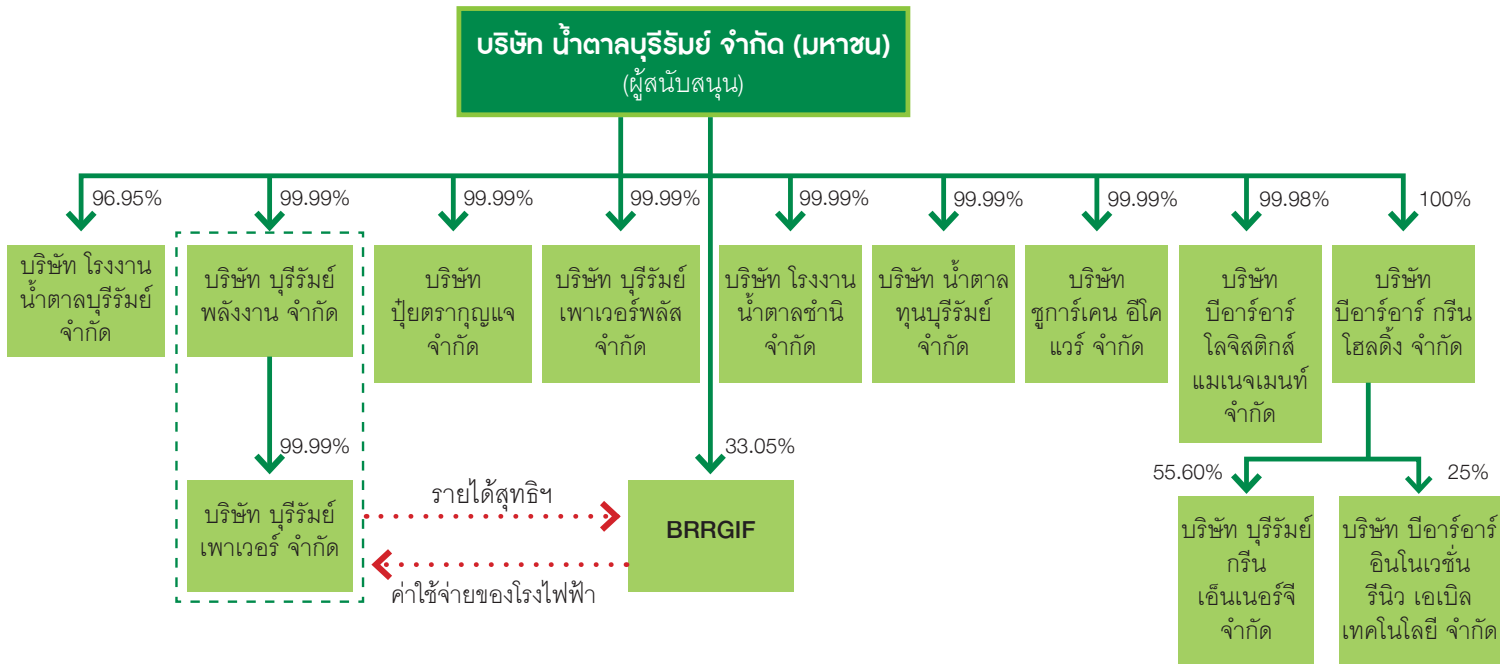 บริษัท น้ำตาลบุรีรัมย์ จำกัด (มหาชน)
(ผู้สนับสนุน)
96.95%
99.99%
99.99%
99.99%
99.99%
99.99%
99.99%
99.98%
100%
บริษัท โรงงาน
น้ำตาลบุรีรัมย์
จำกัด
บริษัท บุรีรัมย์
พลังงาน จำกัด
บริษัท
ปุ๋ยตรากุญแจ
จำกัด
บริษัท บุรีรัมย์
เพาเวอร์พลัส
จำกัด
บริษัท โรงงาน
น้ำตาลชำนิ
จำกัด
บริษัท น้ำตาล
ทุนบุรีรัมย์
จำกัด
บริษัท
ชูการ์เคน อีโค
แวร์ จำกัด
บริษัท
บีอาร์อาร์
โลจิสติกส์
แมเนจเมนท์
จำกัด
บริษัท
บีอาร์อาร์ กรีน
โฮลดิ้ง จำกัด
99.99%
33.05%
55.60%
25%
บริษัท บุรีรัมย์
เพาเวอร์ จำกัด
รายได้สุทธิฯ
ค่าใช้จ่ายของโรงไฟฟ้า
BRRGIF
บริษัท บุรีรัมย์
กรีน
เอ็นเนอร์จี
จำกัด
บริษัท บีอาร์อาร์
อินโนเวชั่น
รีนิว เอเบิล
เทคโนโลยี จำกัด